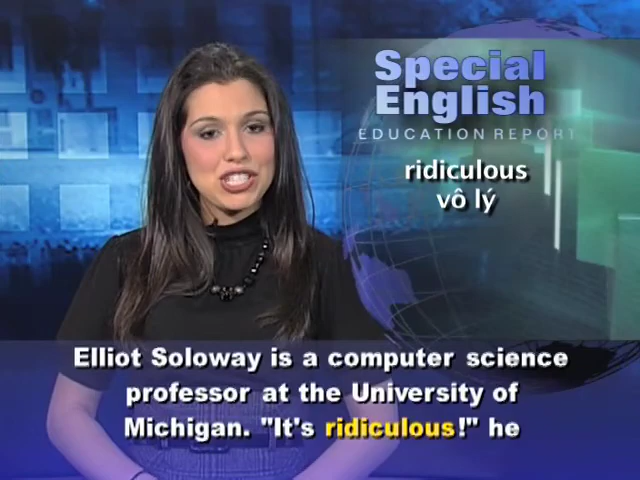 Special
English
EDUCATION REPORT
ridiculous
vô lý
Elliot Soloway is a computer science
professor at the University of
Michigan. "It's ridiculous!" he